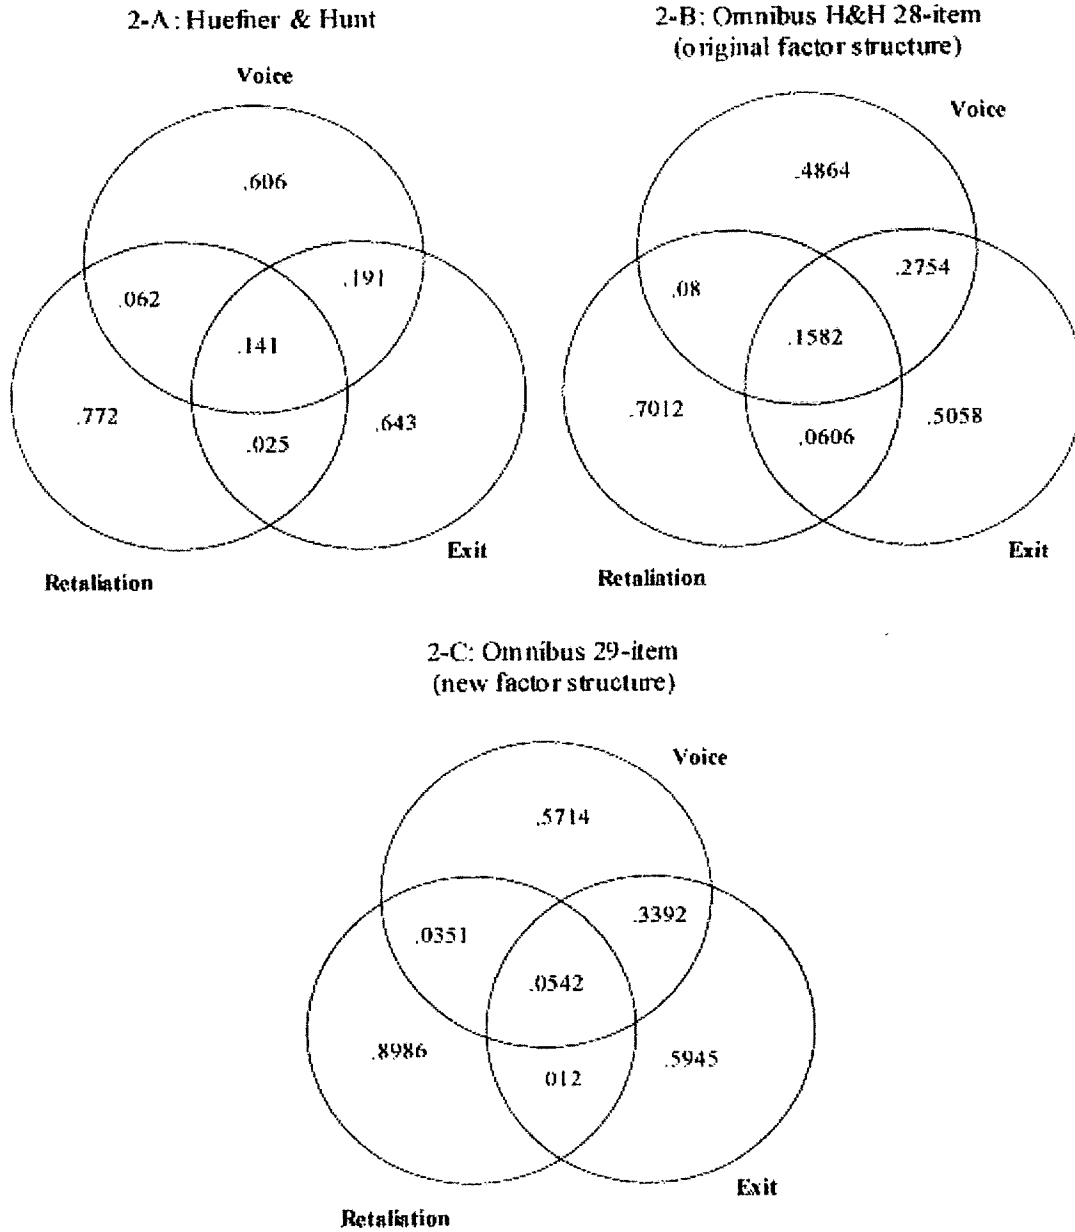 2-A: Huefner & Hunt
Voice
.606
.062
.191
.141
.772
.025
.643
Retaliation
Exit
2-B: Omnibus H&H 28-item
(original factor structure)
Voice
.4864
.08
.2754
.1582
.7012
.0606
.5058
Retaliation
Exit
2-C: Omnibus 29-item
(new factor structure)
Voice
.5714
.0351
.3392
.0542
.8986
.012
.5945
Retaliation
Exit